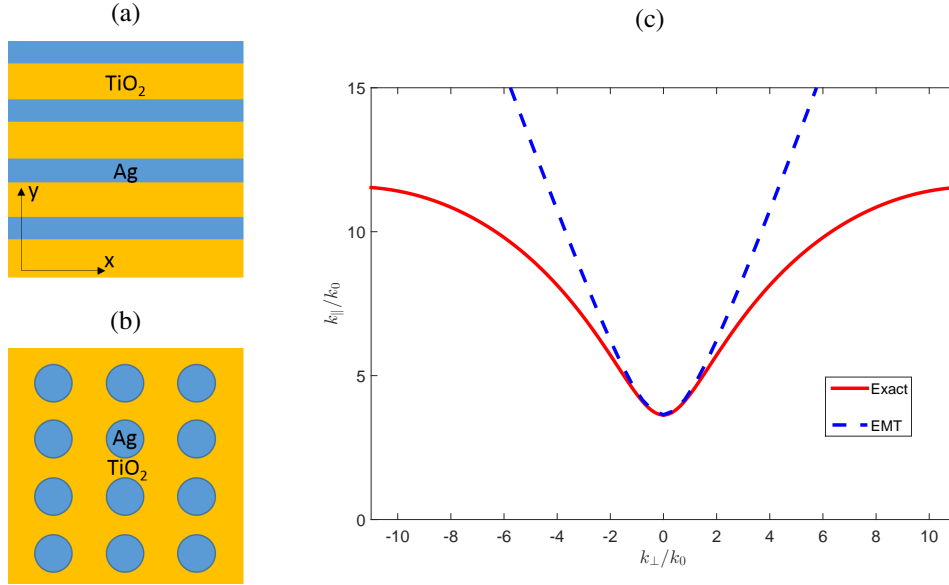 (a)
TiO₂
Ag
y
x
(b)
Ag
TiO₂
(c)
15
10
5
0
k∥/k₀
-10 -8 -6 -4 -2 0 2 4 6 8 10
k⊥/k₀
Exact
EMT